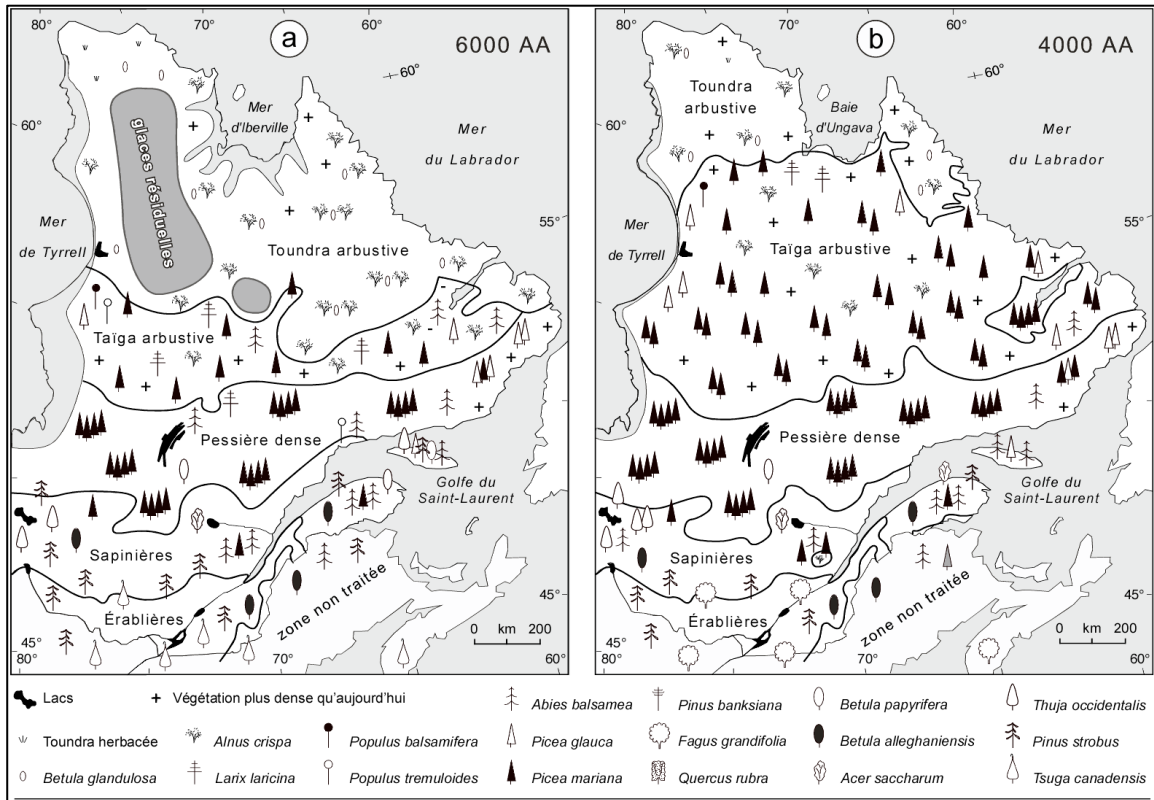 80°
70°
60°
a
6000 AA
60°
60°
Mer
d'Iberville
Mer
du Labrador
glaces résiduelles
55°
Mer
de Tyrrell
Toundra arbustive
Taïga arbustive
Pessière dense
Golfe du
Saint-Laurent
Sapinières
zone non traitée
45°
Érablières
0 km 200
45°
80°
70°
60°
80°
70°
60°
b
4000 AA
60°
Toundra
arbustive
60°
Baie
d'Ungava
Mer
du Labrador
55°
Mer
de Tyrrell
Taïga arbustive
Pessière dense
Golfe du
Saint-Laurent
Sapinières
zone non traitée
45°
Érablières
0 km 200
45°
80°
70°
60°
Lacs
+ Végétation plus dense qu'aujourd'hui
Abies balsamea
Pinus banksiana
Betula papyrifera
Thuja occidentalis
Toundra herbacée
Alnus crispa
Populus balsamifera
Picea glauca
Fagus grandifolia
Betula alleghaniensis
Pinus strobus
Betula glandulosa
Larix laricina
Populus tremuloides
Picea mariana
Quercus rubra
Acer saccharum
Tsuga canadensis